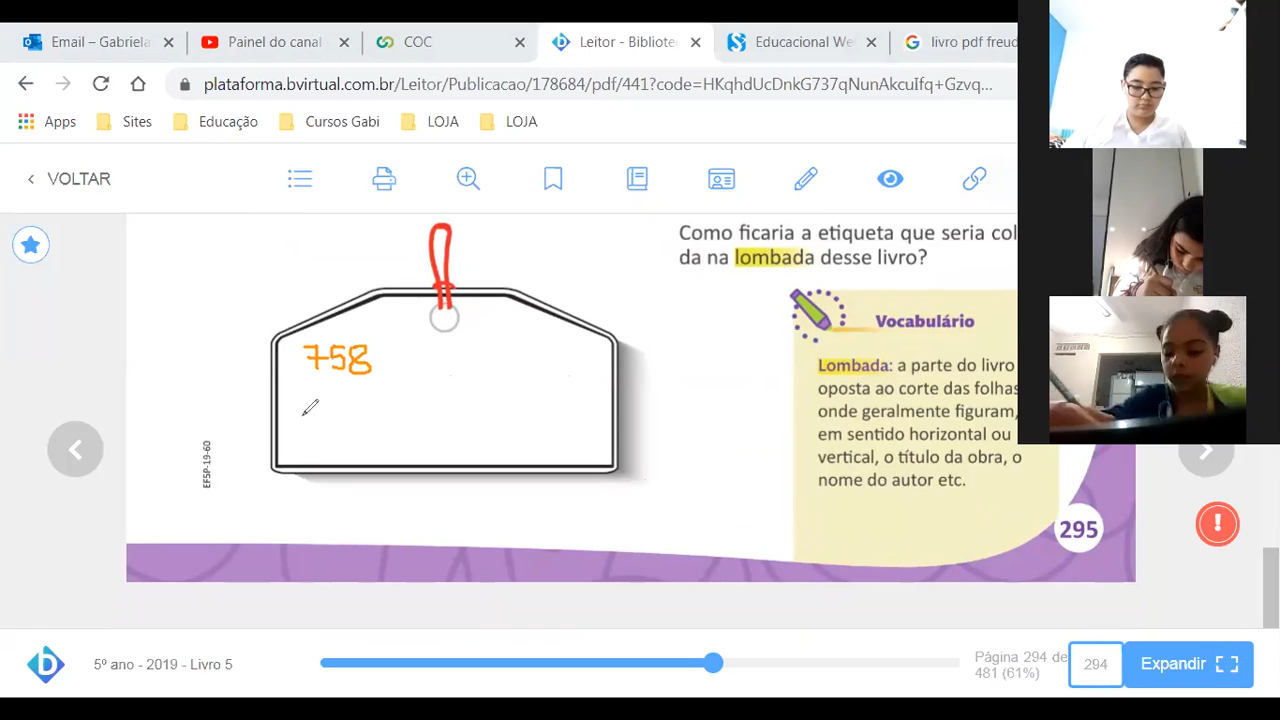 Email – Gabriela
Painel do canal
COC
Leitor - Bibliote
Educacional We
livro pdf freud
plataforma.bvirtual.com.br/Leitor/Publicacao/178684/pdf/441?code=HKqhdUcDnkG737qNunAkcuIfq+Gzvq...
Apps
Sites
Educação
Cursos Gabi
LOJA
LOJA
VOLTAR
Como ficaria a etiqueta que seria col
da na lombada desse livro?
758
EF5P-19-60
Vocabulário
Lombada: a parte do livro
oposta ao corte das folhas
onde geralmente figuram,
em sentido horizontal ou
vertical, o título da obra, o
nome do autor etc.
295
5º ano - 2019 - Livro 5
Página 294 de
481 (61%)
294
Expandir